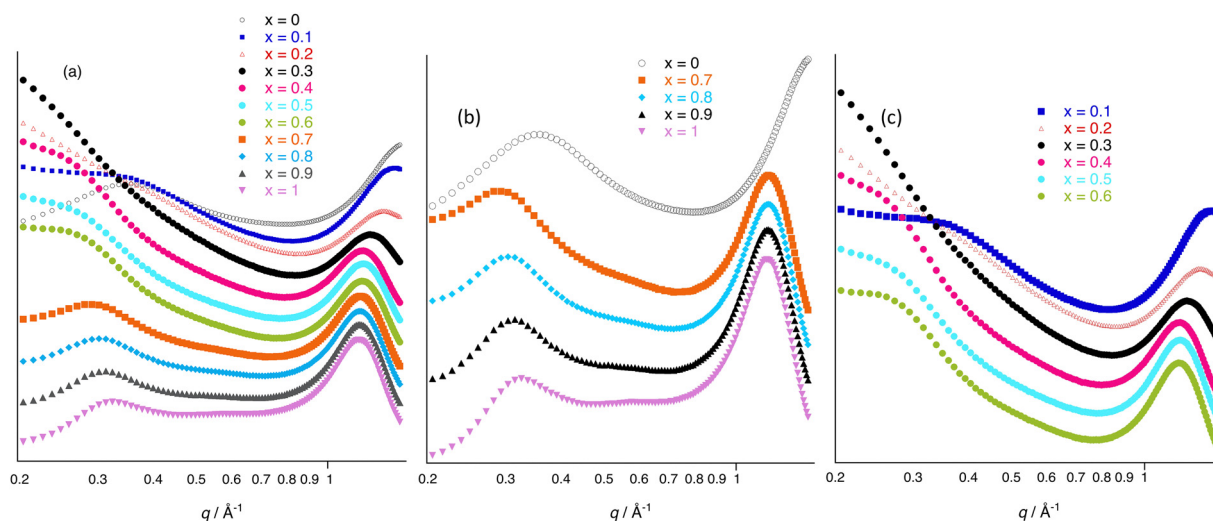 x = 0
x = 0.1
x = 0.2
x = 0.3
x = 0.4
x = 0.5
x = 0.6
x = 0.7
x = 0.8
x = 0.9
x = 1
(a)
0.2 0.3 0.4 0.5 0.6 0.7 0.8 0.9 1
q / Å-1
x = 0
x = 0.7
x = 0.8
x = 0.9
x = 1
(b)
0.2 0.3 0.4 0.5 0.6 0.7 0.8 0.9 1
q / Å-1
(c)
x = 0.1
x = 0.2
x = 0.3
x = 0.4
x = 0.5
x = 0.6
0.2 0.3 0.4 0.5 0.6 0.7 0.8 0.9 1
q / Å-1